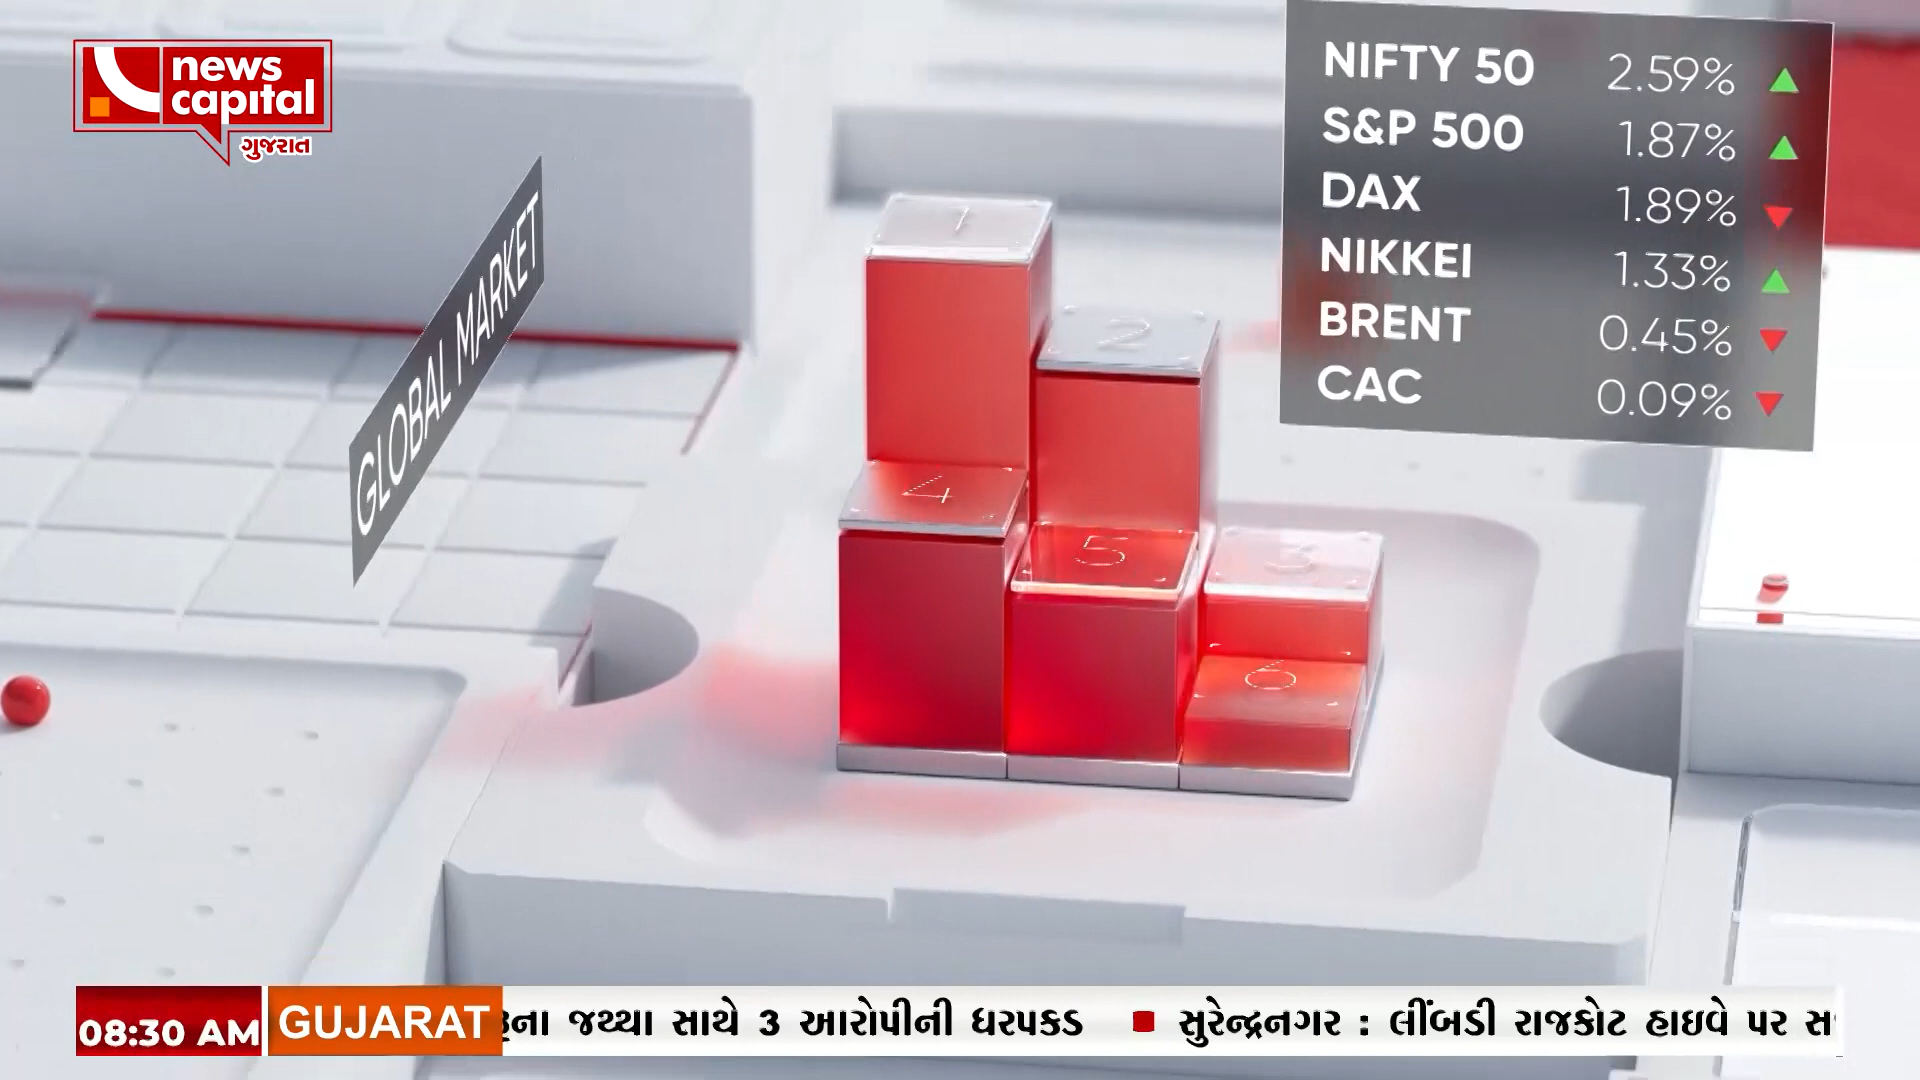 news
capital
ગુજરાત
NIFTY 50 2.59%
S&P 500 1.87%
DAX 1.89%
NIKKEI 1.33%
BRENT 0.45%
CAC 0.09%
GLOBAL MARKET
1
2
4
5
3
6
08:30 AM
GUJARAT
જથ્થા સાથે 3 આરોપીની ધરપકડ સુરેન્દ્રનગર : લીંબડી રાજકોટ હાઇવે પર